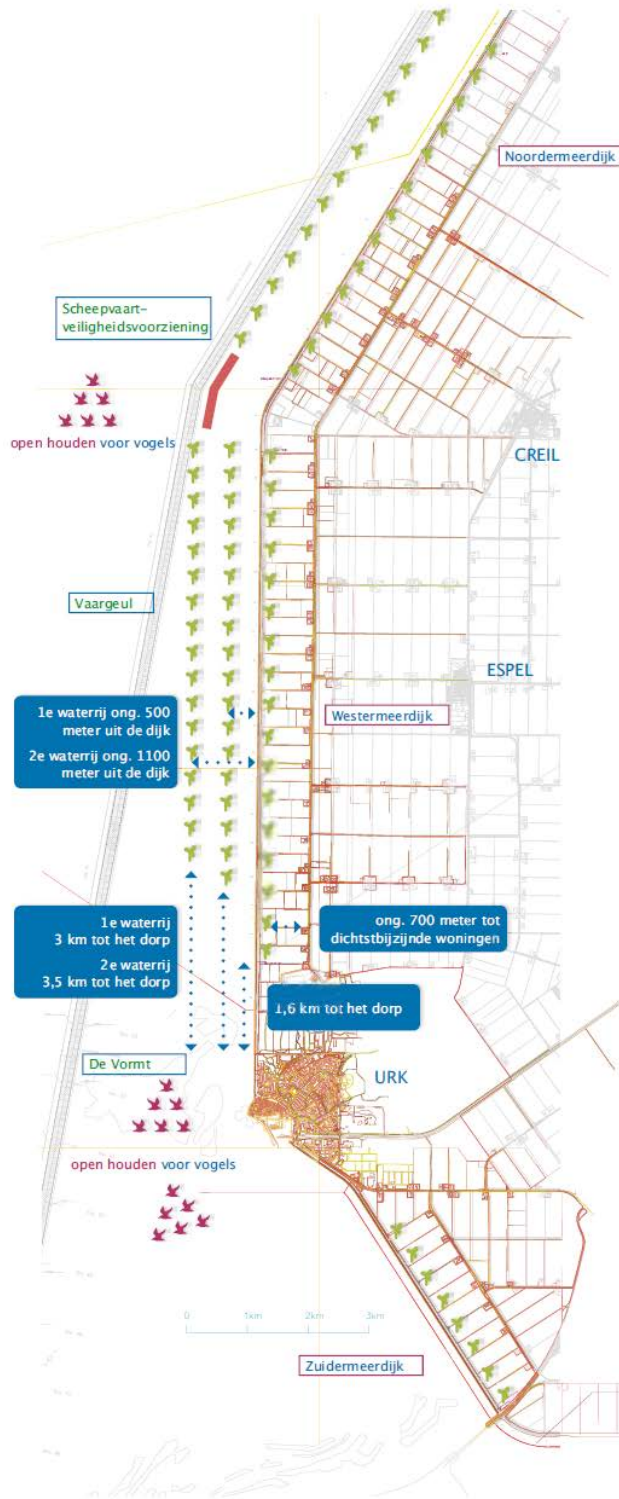 Noordermeerdijk
Scheepvaart-
veiligheidsvoorziening
open houden voor vogels
CREIL
Vaargeul
ESPEL
1e waterrij ong. 500
meter uit de dijk
2e waterrij ong. 1100
meter uit de dijk
Westermeerdijk
1e waterrij
3 km tot het dorp
2e waterrij
3,5 km tot het dorp
ong. 700 meter tot
dichtstbijzijnde woningen
1,6 km tot het dorp
De Vormt
URK
open houden voor vogels
0 1km 2km 3km
Zuidermeerdijk